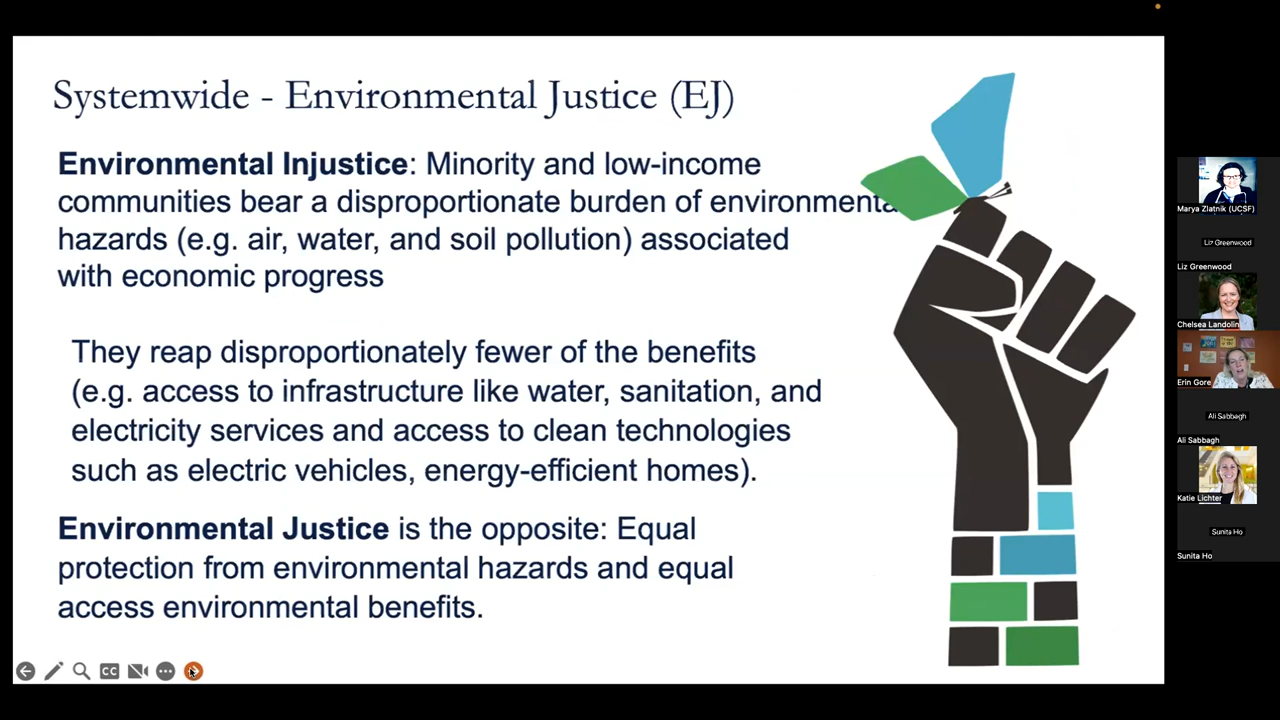 Systemwide - Environmental Justice (EJ)
Environmental Injustice: Minority and low-income
communities bear a disproportionate burden of environmenta
hazards (e.g. air, water, and soil pollution) associated
with economic progress
They reap disproportionately fewer of the benefits
(e.g. access to infrastructure like water, sanitation, and
electricity services and access to clean technologies
such as electric vehicles, energy-efficient homes).
Environmental Justice is the opposite: Equal
protection from environmental hazards and equal
access environmental benefits.
CC
Marya Zlatnik (UCSF)
Liz Greenwood
Liz Greenwood
Chelsea Landolin
Erin Gore
Ali Sabbagh
Ali Sabbagh
Katie Lichter
Sunita Ho
Sunita Ho